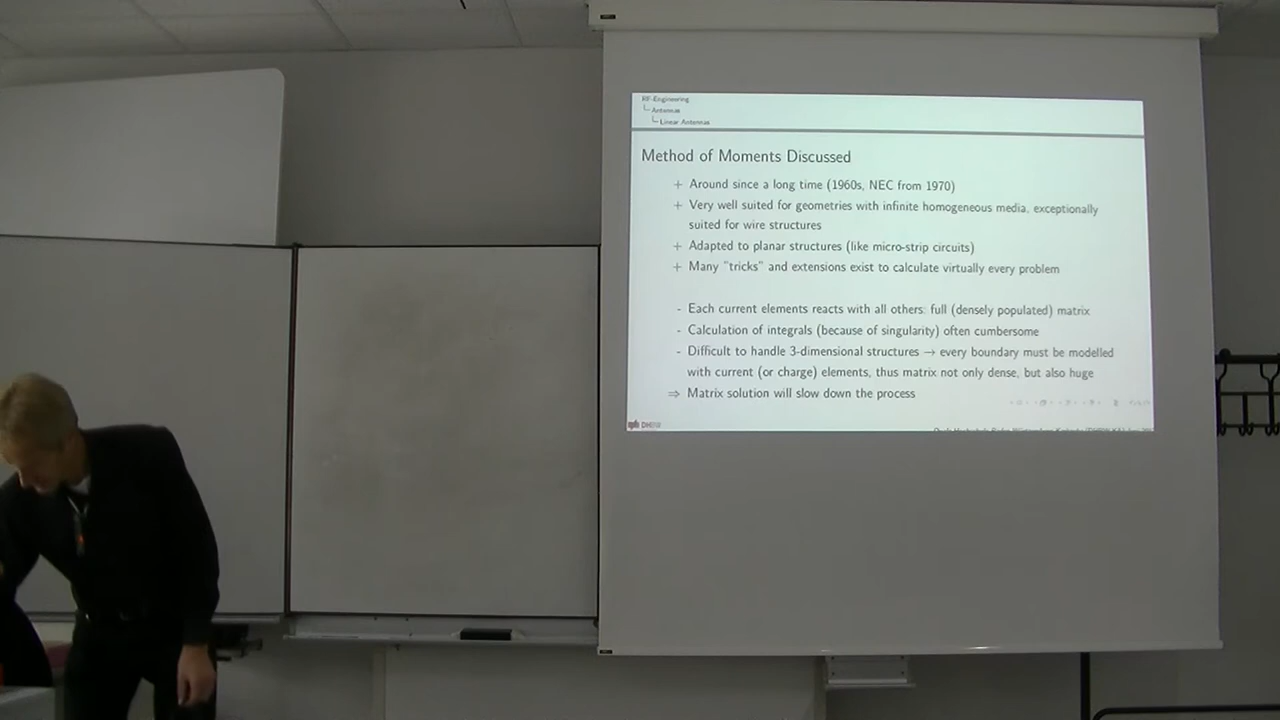 RF-Engineering
Antennas
Linear Antennas
Method of Moments Discussed
+ Around since a long time (1960s, NEC from 1970)
+ Very well suited for geometries with infinite homogeneous media, exceptionally
suited for wire structures
+ Adapted to planar structures (like micro-strip circuits)
+ Many "tricks" and extensions exist to calculate virtually every problem
- Each current elements reacts with all others: full (densely populated) matrix
- Calculation of integrals (because of singularity) often cumbersome
- Difficult to handle 3-dimensional structures → every boundary must be modelled
with current (or charge) elements, thus matrix not only dense, but also huge
⇒ Matrix solution will slow down the process
DHBW